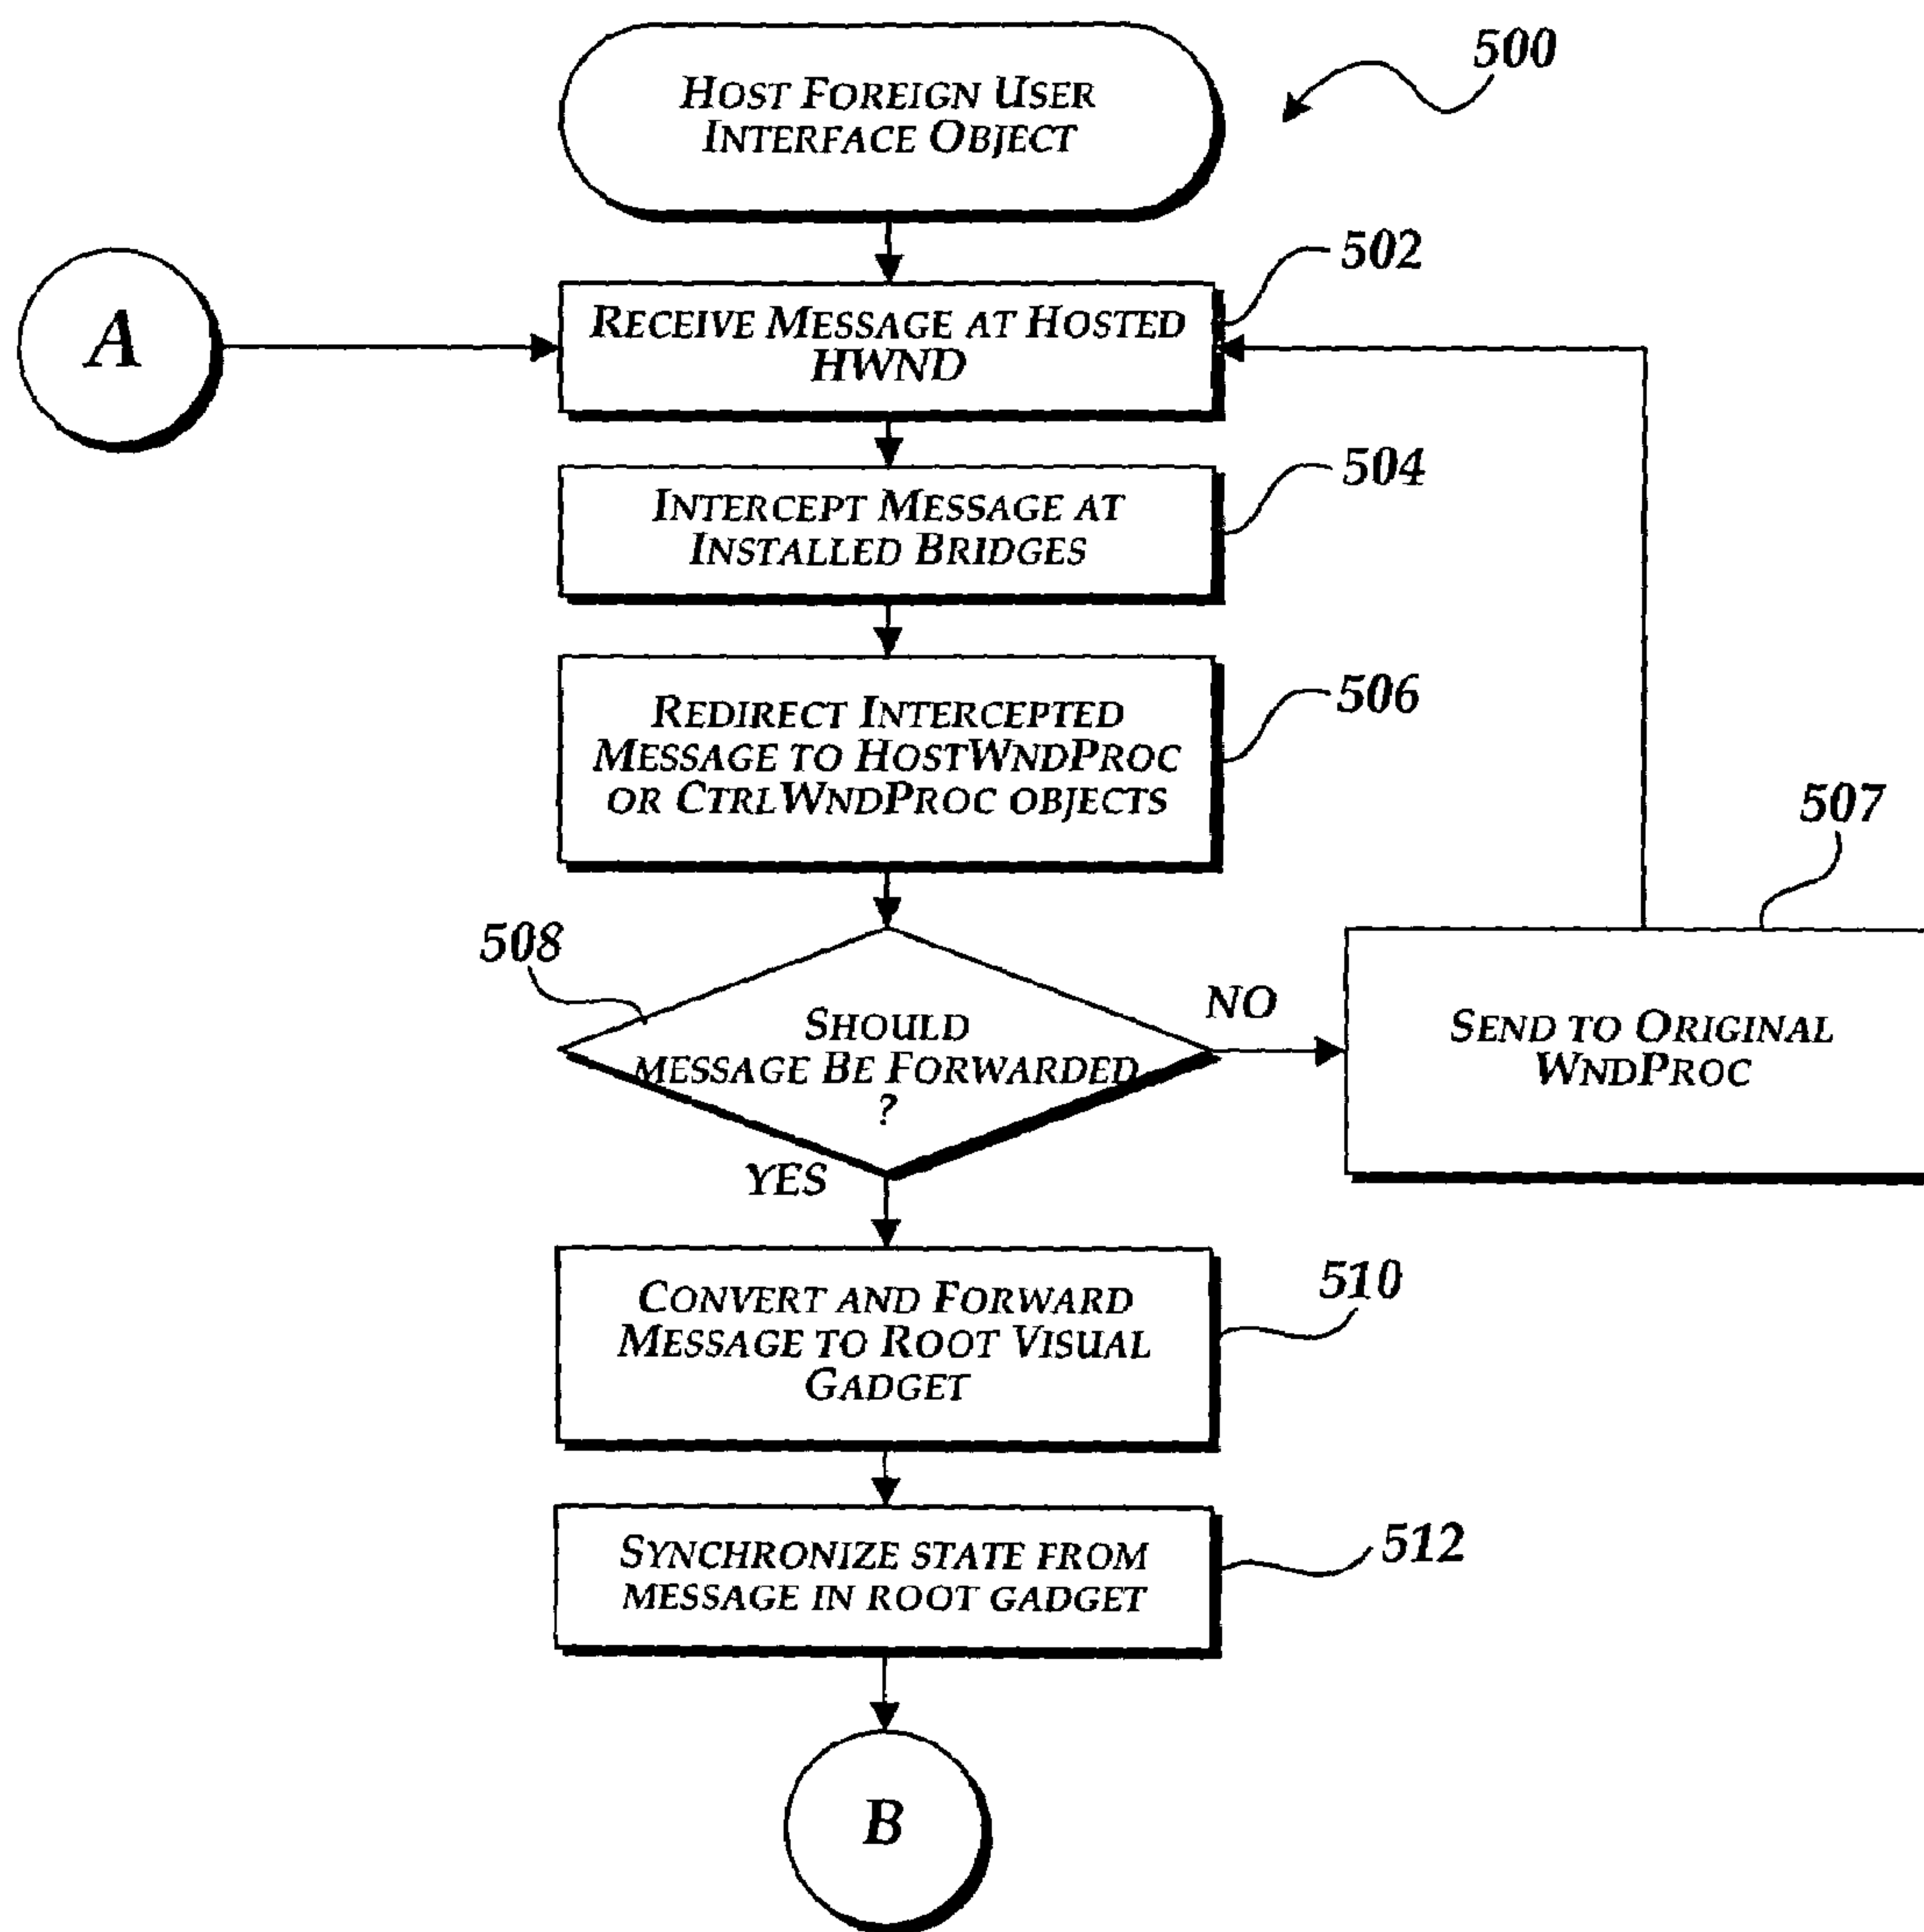 500
Host Foreign User
Interface Object
502
A
Receive Message at Hosted
HWND
504
Intercept Message at
Installed Bridges
506
Redirect Intercepted
Message to HostWndProc
or CtrlWndProc objects
507
508
NO
Should
Message Be Forwarded
?
Send to Original
WndProc
YES
510
Convert and Forward
Message to Root Visual
Gadget
512
Synchronize state from
message in root gadget
B